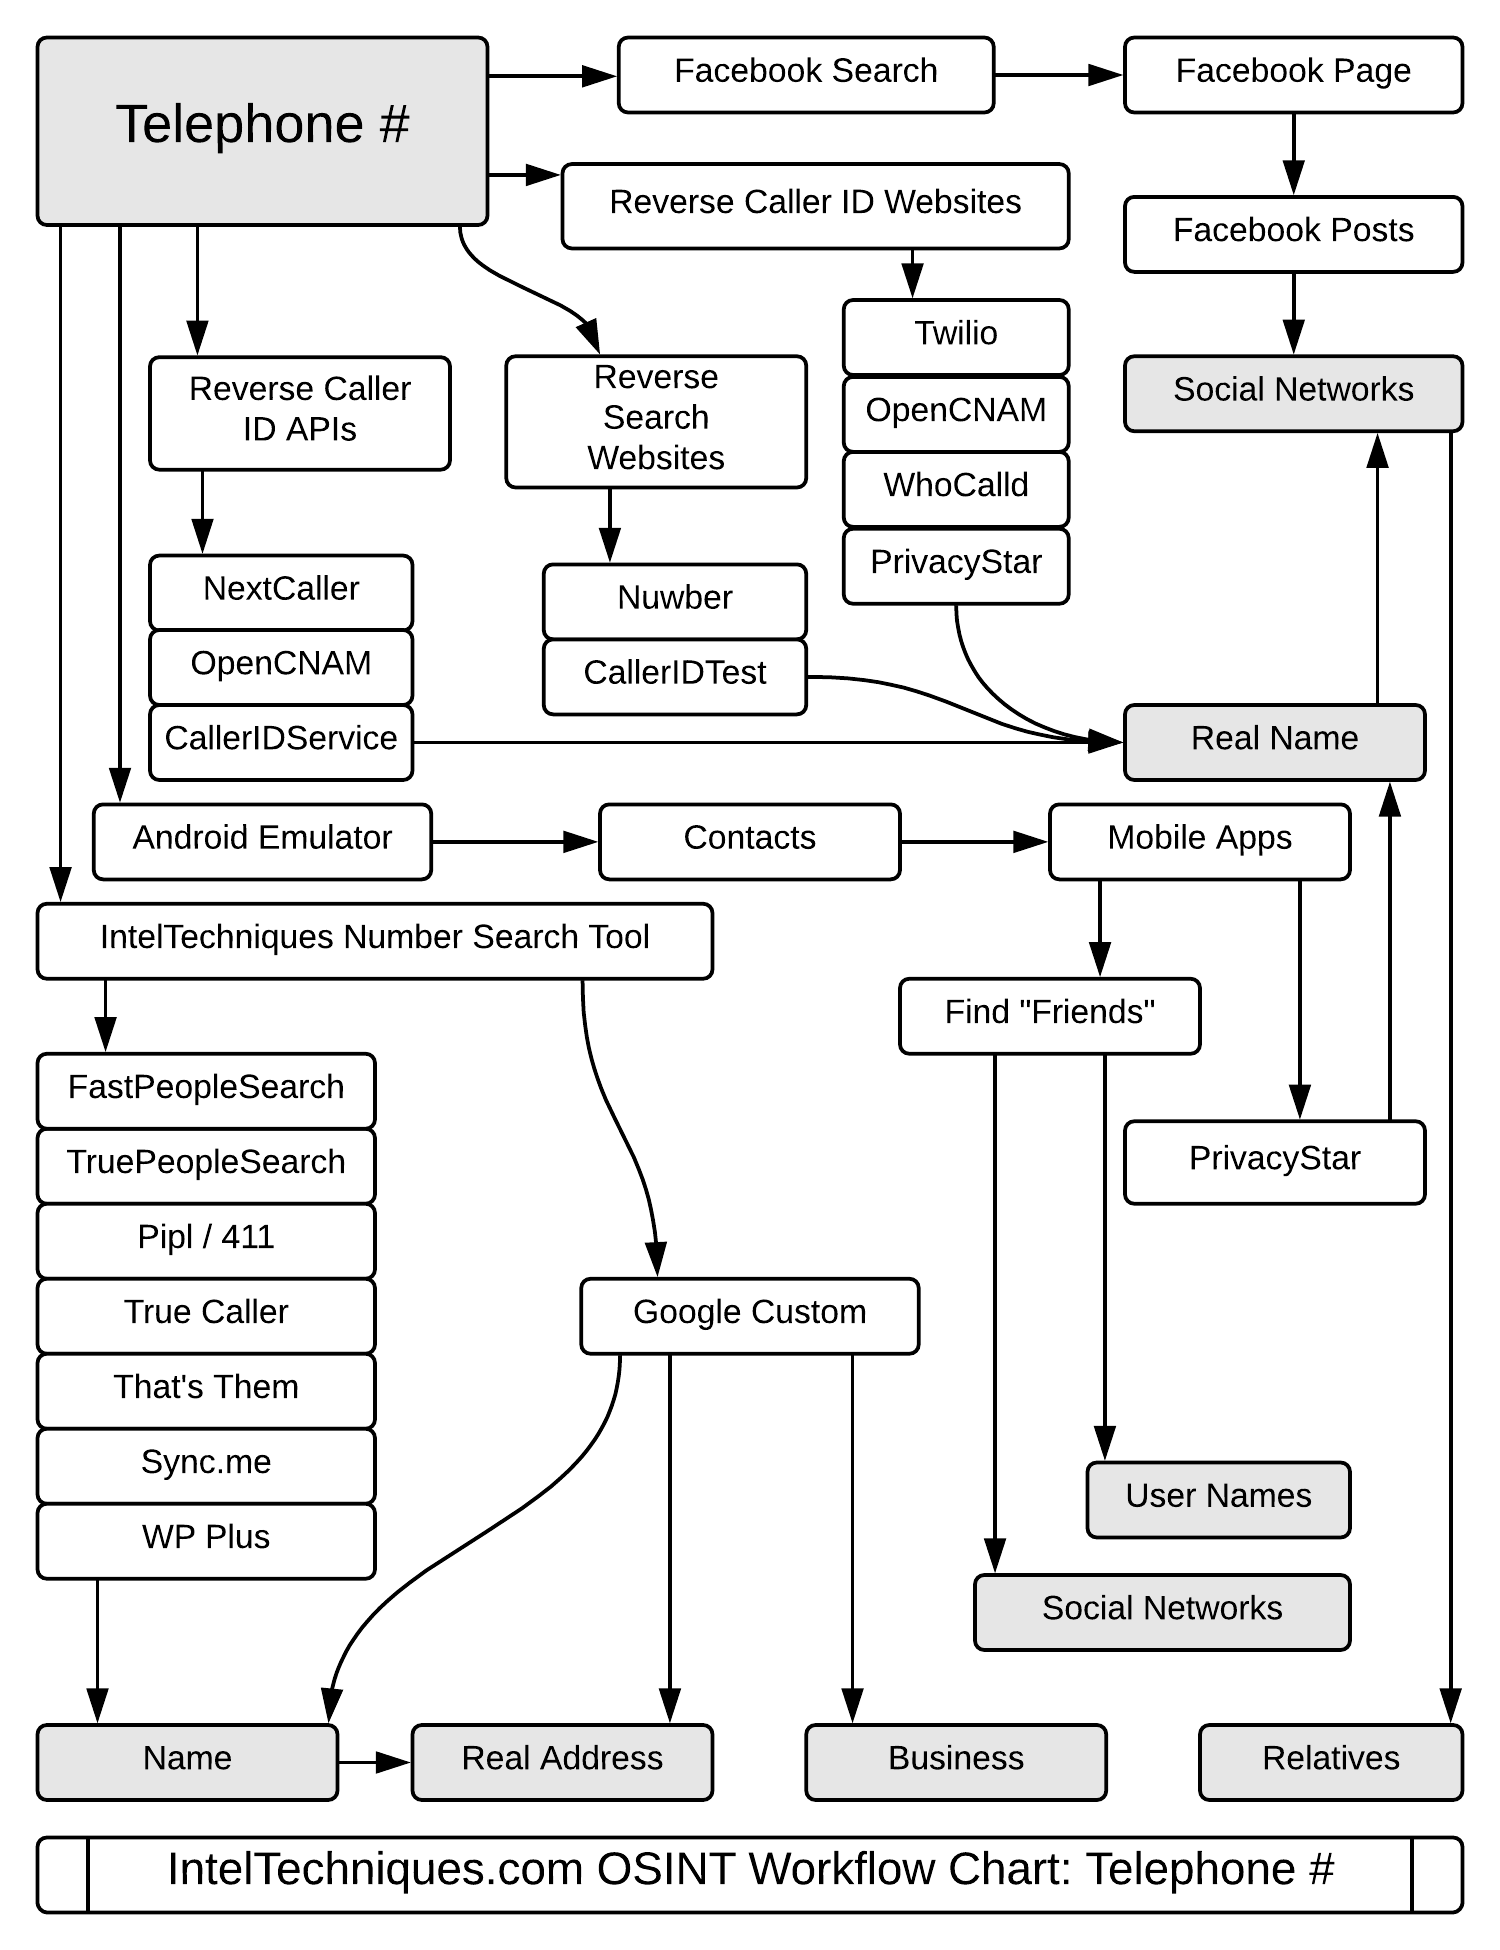 Telephone #
Facebook Search
Facebook Page
Reverse Caller ID Websites
Facebook Posts
Twilio
OpenCNAM
WhoCalld
PrivacyStar
Social Networks
Reverse Caller
ID APIs
Reverse
Search
Websites
NextCaller
OpenCNAM
CallerIDService
Nuwber
CallerIDTest
Real Name
Android Emulator
Contacts
Mobile Apps
IntelTechniques Number Search Tool
Find "Friends"
PrivacyStar
FastPeopleSearch
TruePeopleSearch
Pipl / 411
True Caller
That's Them
Sync.me
WP Plus
Google Custom
User Names
Social Networks
Name
Real Address
Business
Relatives
IntelTechniques.com OSINT Workflow Chart: Telephone #